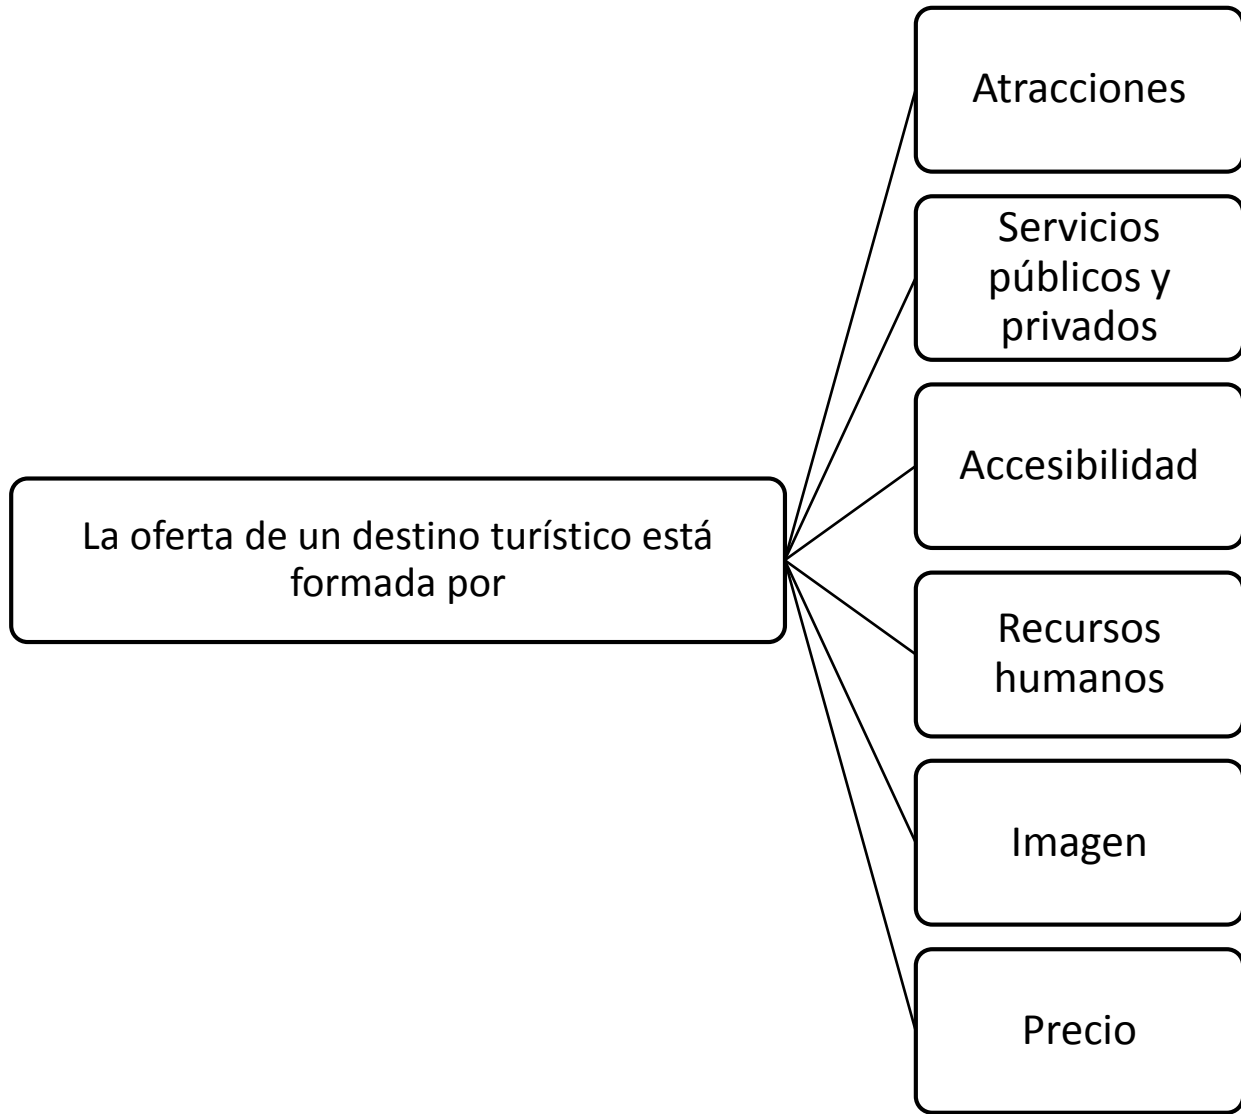 La oferta de un destino turístico está
formada por
Atracciones
Servicios
públicos y
privados
Accesibilidad
Recursos
humanos
Imagen
Precio